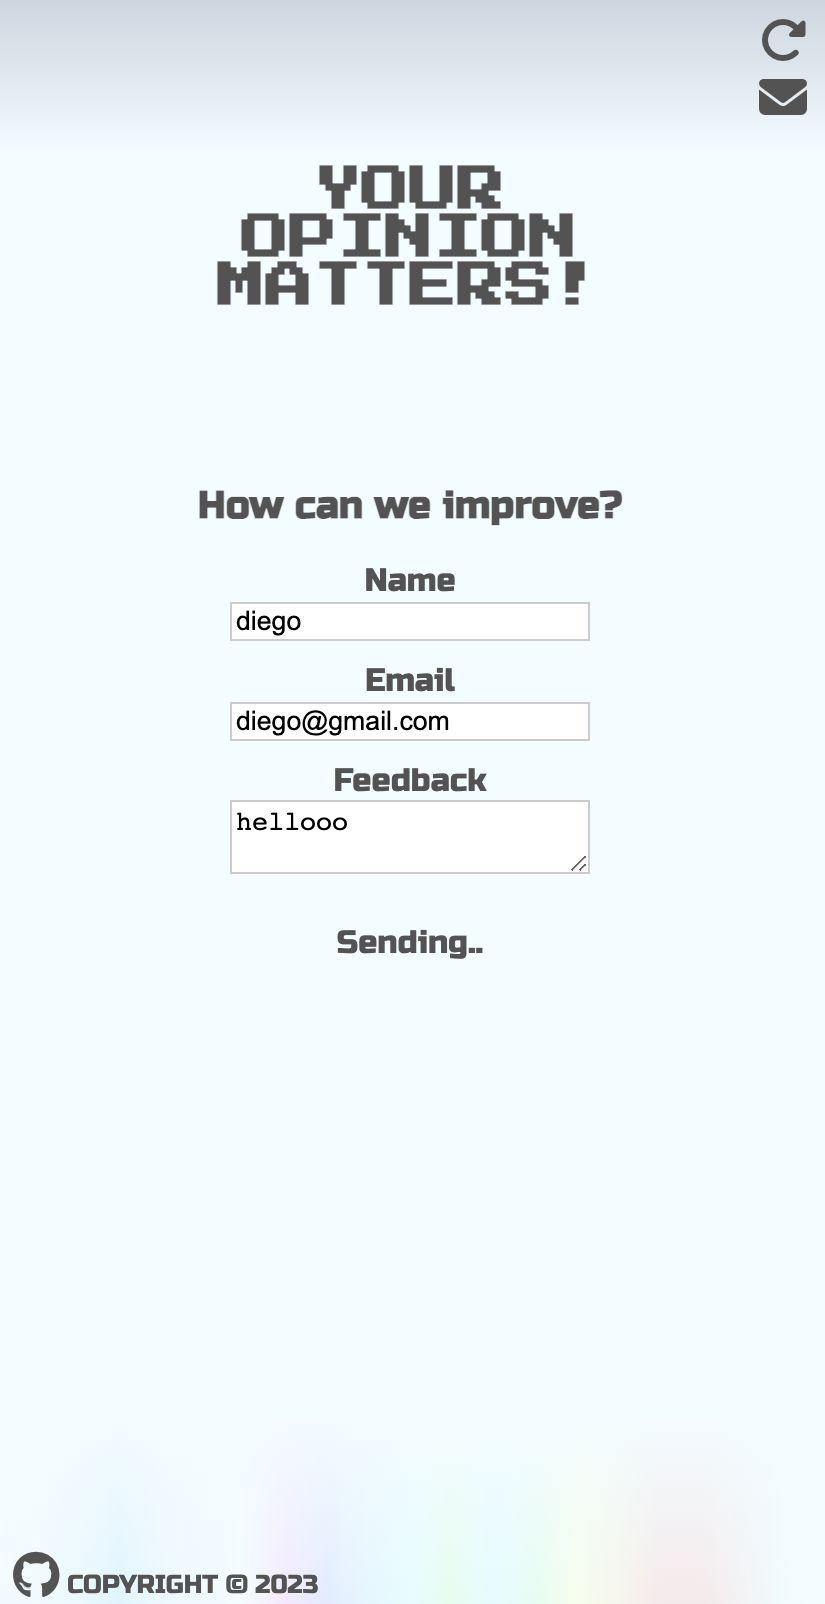 YOUR
OPINION
MATTERS!
How can we improve?
Name
diego
Email
diego@gmail.com
Feedback
hellooo
Sending..
COPYRIGHT © 2023